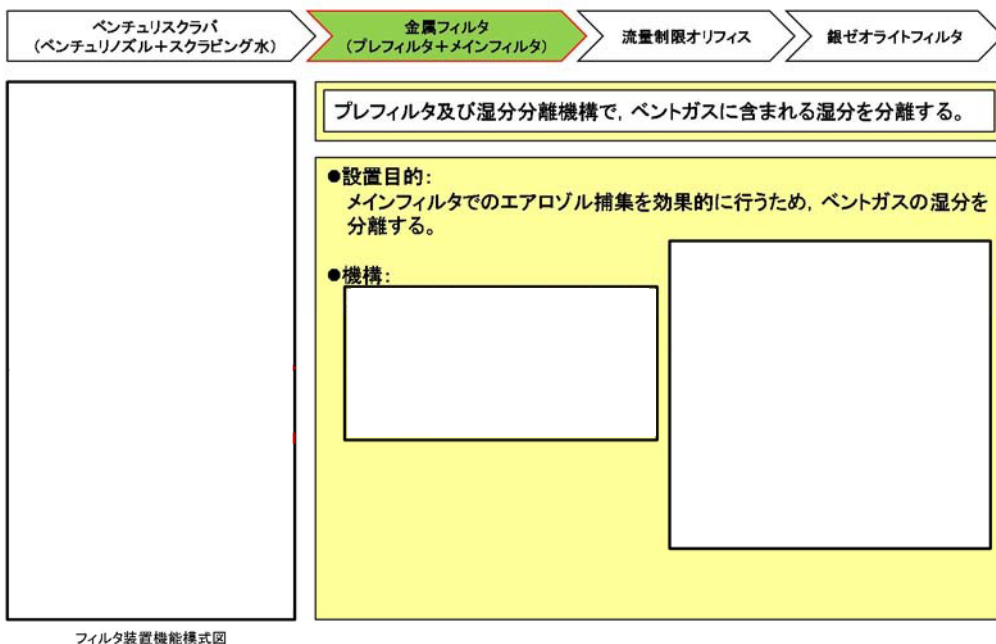 ベンチュリスクラバ
(ベンチュリノズル+スクラビング水)
金属フィルタ
(プレフィルタ+メインフィルタ)
流量制限オリフィス
銀ゼオライトフィルタ
プレフィルタ及び湿分分離機構で，ベントガスに含まれる湿分を分離する。
●設置目的：
メインフィルタでのエアロゾル捕集を効果的に行うため，ベントガスの湿分を
分離する。
●機構：
フィルタ装置機能模式図